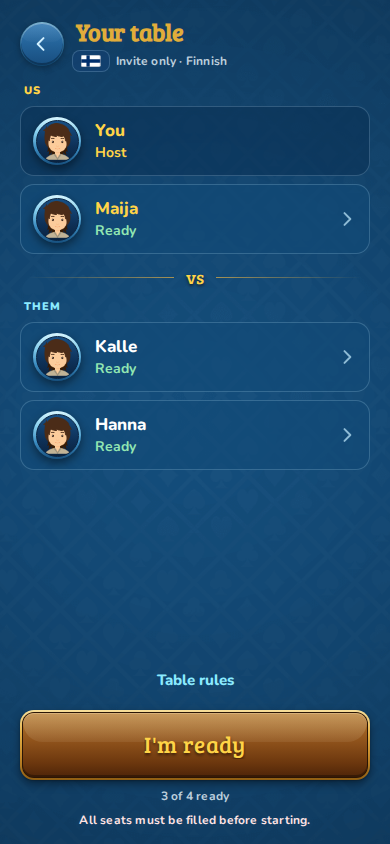 Your table
Invite only · Finnish
US
You
Host
Maija
Ready
VS
THEM
Kalle
Ready
Hanna
Ready
Table rules
I'm ready
3 of 4 ready
All seats must be filled before starting.